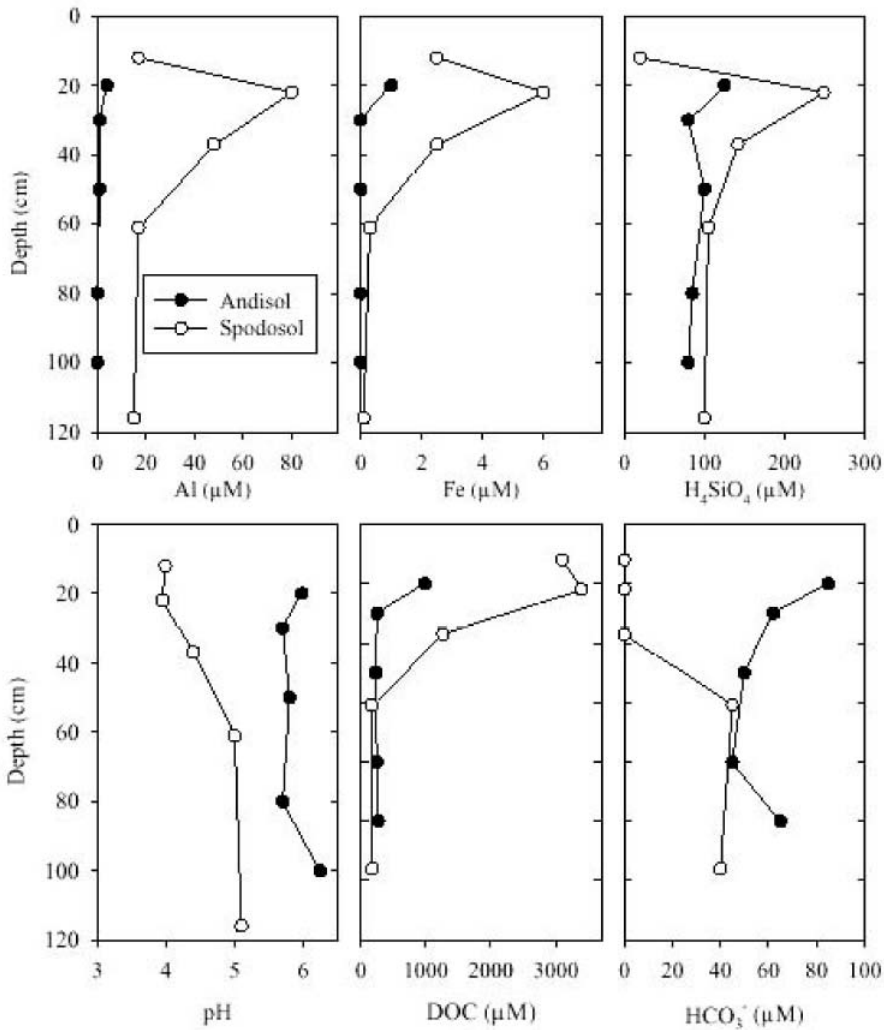 0
20
40
60
80
100
120
Depth (cm)
Andisol
Spodosol
0 20 40 60 80
Al (µM)
0 2 4 6
Fe (µM)
0 100 200 300
H₄SiO₄ (µM)
0
20
40
60
80
100
120
Depth (cm)
3 4 5 6
pH
0 1000 2000 3000
DOC (µM)
0 20 40 60 80 100
HCO₃⁻ (µM)